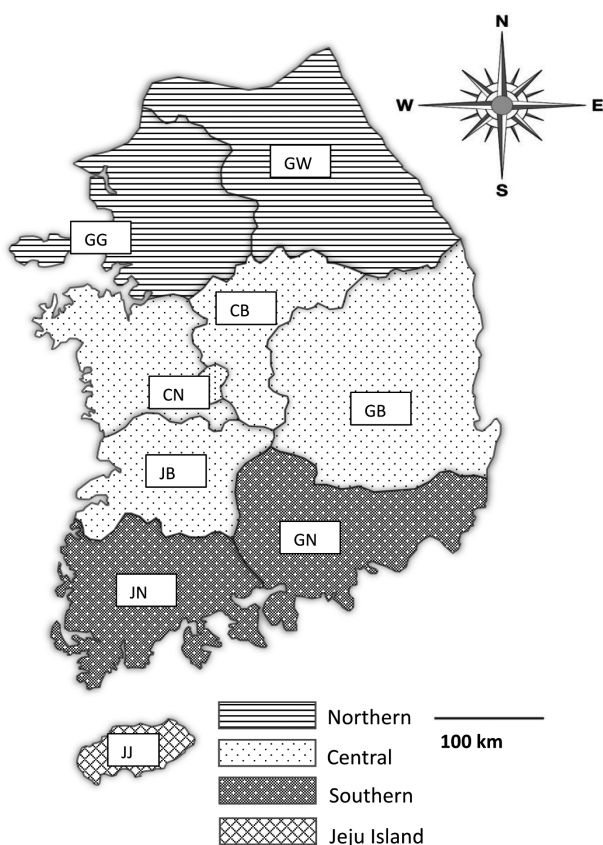 N
W E
S
GW
GG
CB
CN
GB
JB
GN
JN
JJ
Northern
Central
Southern
Jeju Island
100 km